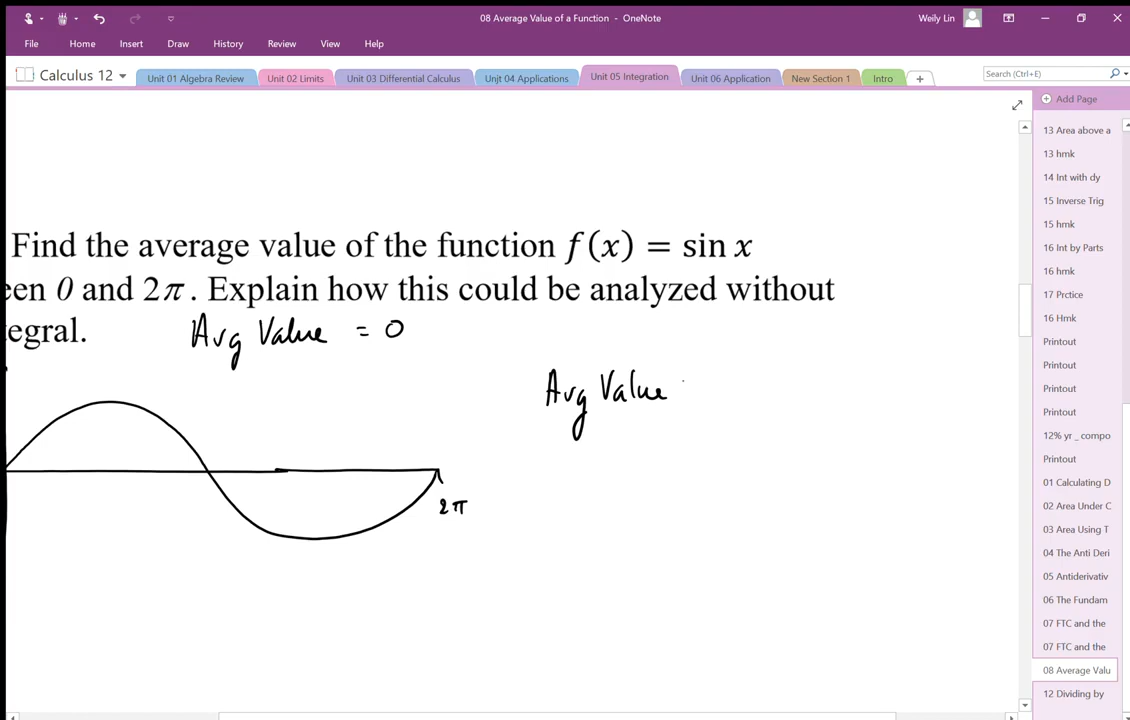 08 Average Value of a Function - OneNote
Weily Lin
File Home Insert Draw History Review View Help
Calculus 12
Unit 01 Algebra Review
Unit 02 Limits
Unit 03 Differential Calculus
Unit 04 Applications
Unit 05 Integration
Unit 06 Application
New Section 1
Intro
Search (Ctrl+E)
Add Page
13 Area above a
13 hmk
14 Int with dy
15 Inverse Trig
15 hmk
16 Int by Parts
16 hmk
17 Prctice
16 Hmk
Printout
Printout
Printout
Printout
12% yr _ compo
Printout
01 Calculating D
02 Area Under C
03 Area Using T
04 The Anti Deri
05 Antiderivativ
06 The Fundam
07 FTC and the
07 FTC and the
08 Average Valu
12 Dividing by
Find the average value of the function f(x) = sin x
een 0 and 2π. Explain how this could be analyzed without
tegral.
Avg Value = 0
Avg Value
2π